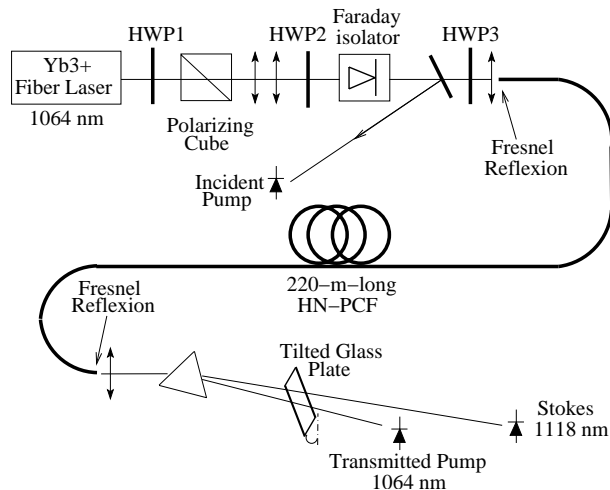 HWP1
HWP2
Faraday
isolator
HWP3
Yb3+
Fiber Laser
1064 nm
Polarizing
Cube
Incident
Pump
Fresnel
Reflexion
220-m-long
HN-PCF
Fresnel
Reflexion
Tilted Glass
Plate
Stokes
1118 nm
Transmitted Pump
1064 nm